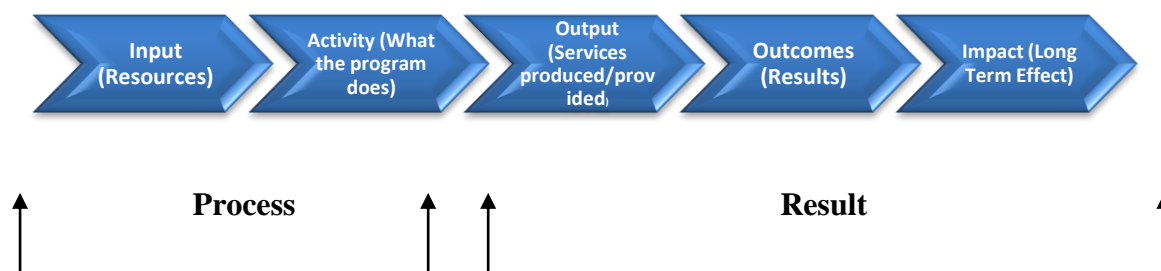 Input
(Resources)
Activity (What
the program
does)
Output
(Services
produced/prov
ided)
Outcomes
(Results)
Impact (Long
Term Effect)
Process
Result